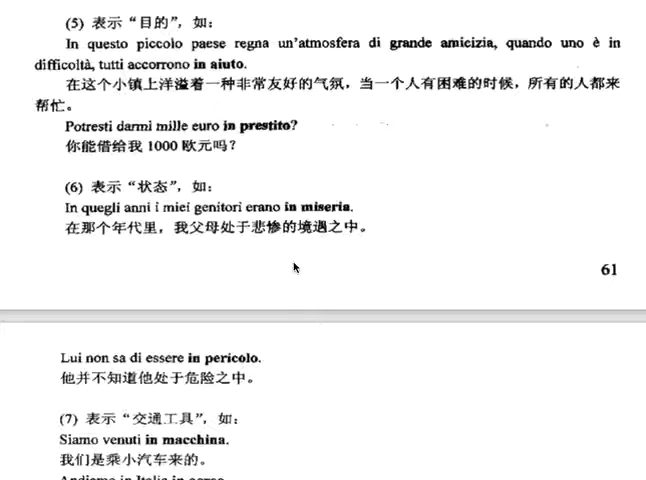 (5) 表示“目的”，如：
In questo piccolo paese regna un'atmosfera di grande amicizia, quando uno è in
difficoltà, tutti accorrono in aiuto.
在这个小镇上洋溢着一种非常友好的气氛，当一个人有困难的时候，所有的人都来
帮忙。
Potresti darmi mille euro in prestito?
你能借给我 1000 欧元吗？
(6) 表示“状态”，如：
In quegli anni i miei genitori erano in miseria.
在那个年代里，我父母处于悲惨的境遇之中。
61
Lui non sa di essere in pericolo.
他并不知道他处于危险之中。
(7) 表示“交通工具”，如：
Siamo venuti in macchina.
我们是乘小汽车来的。
Andiamo in Italia in